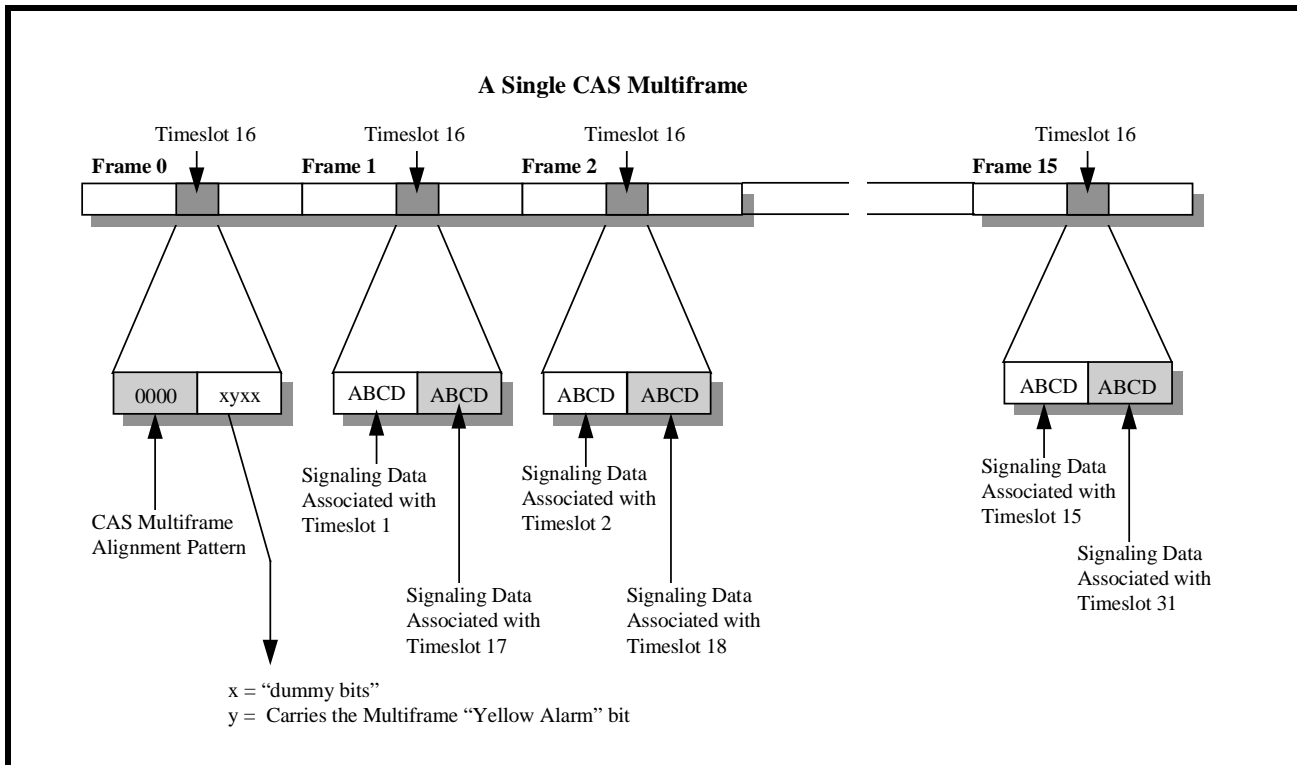 A Single CAS Multiframe
Timeslot 16
Timeslot 16
Timeslot 16
Timeslot 16
Frame 0
Frame 1
Frame 2
Frame 15
0000
xyxx
ABCD
ABCD
ABCD
ABCD
ABCD
ABCD
CAS Multiframe
Alignment Pattern
Signaling Data
Associated with
Timeslot 1
Signaling Data
Associated with
Timeslot 17
Signaling Data
Associated with
Timeslot 2
Signaling Data
Associated with
Timeslot 18
Signaling Data
Associated with
Timeslot 15
Signaling Data
Associated with
Timeslot 31
x = “dummy bits”
y = Carries the Multiframe “Yellow Alarm” bit